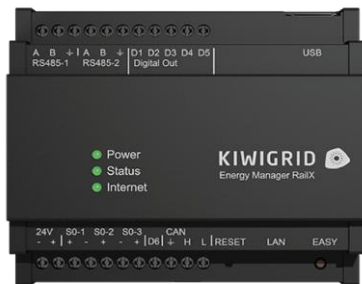 A B ⏚ A B ⏚ D1 D2 D3 D4 D5 USB
RS485-1 RS485-2 Digital Out
Power
Status
Internet
KIWIGRID
Energy Manager RailX
24V S0-1 S0-2 S0-3 CAN
- + + - + - + - D6 ⏚ H L RESET LAN EASY